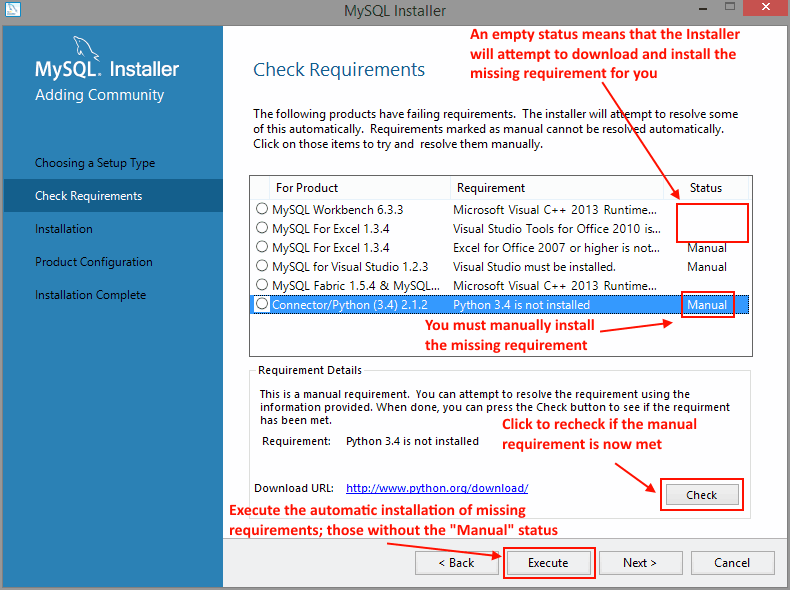 MySQL Installer
An empty status means that the Installer
will attempt to download and install the
missing requirement for you
MySQL. Installer
Adding Community
Choosing a Setup Type
Check Requirements
Installation
Product Configuration
Installation Complete
Check Requirements
The following products have failing requirements. The installer will attempt to resolve some
of this automatically. Requirements marked as manual cannot be resolved automatically.
Click on those items to try and resolve them manually.
For Product Requirement Status
MySQL Workbench 6.3.3 Microsoft Visual C++ 2013 Runtime...
MySQL For Excel 1.3.4 Visual Studio Tools for Office 2010 is...
MySQL For Excel 1.3.4 Excel for Office 2007 or higher is not... Manual
MySQL for Visual Studio 1.2.3 Visual Studio must be installed. Manual
MySQL Fabric 1.5.4 & MySQL... Microsoft Visual C++ 2013 Runtime...
Connector/Python (3.4) 2.1.2 Python 3.4 is not installed Manual
You must manually install
the missing requirement
Requirement Details
This is a manual requirement. You can attempt to resolve the requirement using the
information provided. When done, you can press the Check button to see if the requirment
has been met.
Click to recheck if the manual
requirement is now met
Requirement: Python 3.4 is not installed
Download URL: http://www.python.org/download/
Check
Execute the automatic installation of missing
requirements; those without the "Manual" status
< Back Execute Next > Cancel